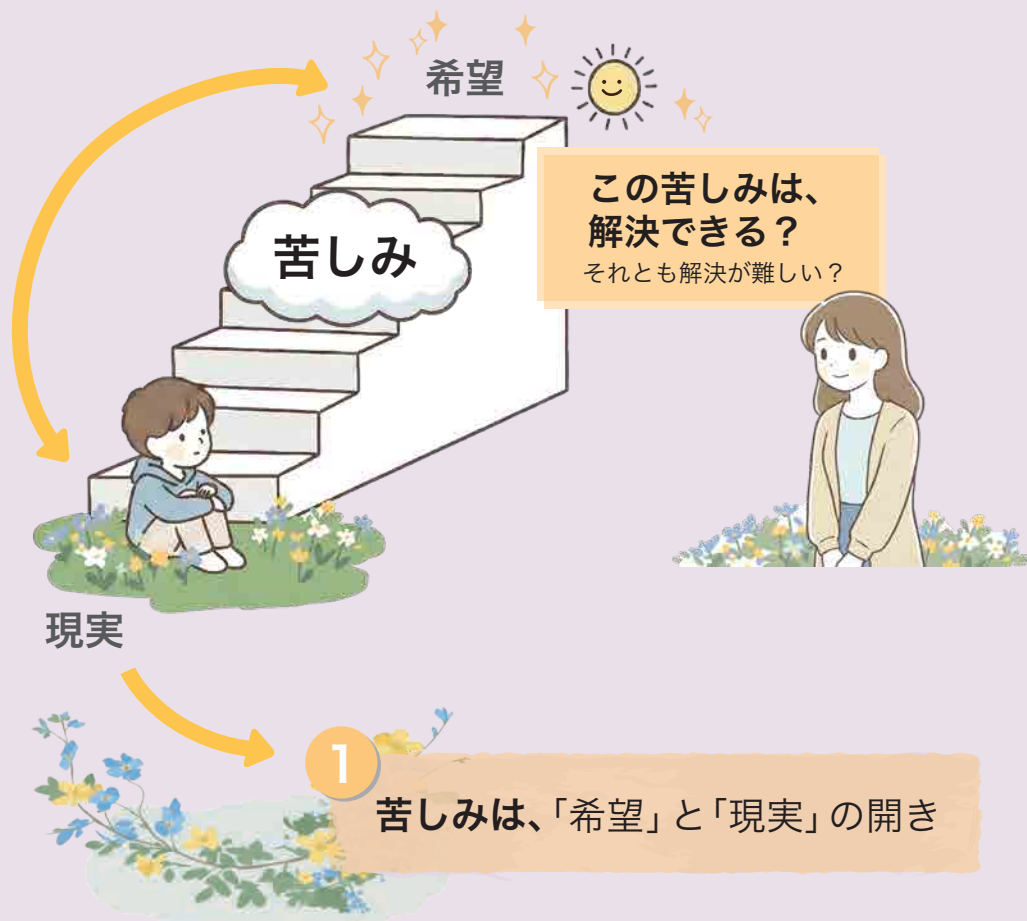 希望
苦しみ
この苦しみは、
解決できる？
それとも解決が難しい？
現実
1
苦しみは、「希望」と「現実」の開き